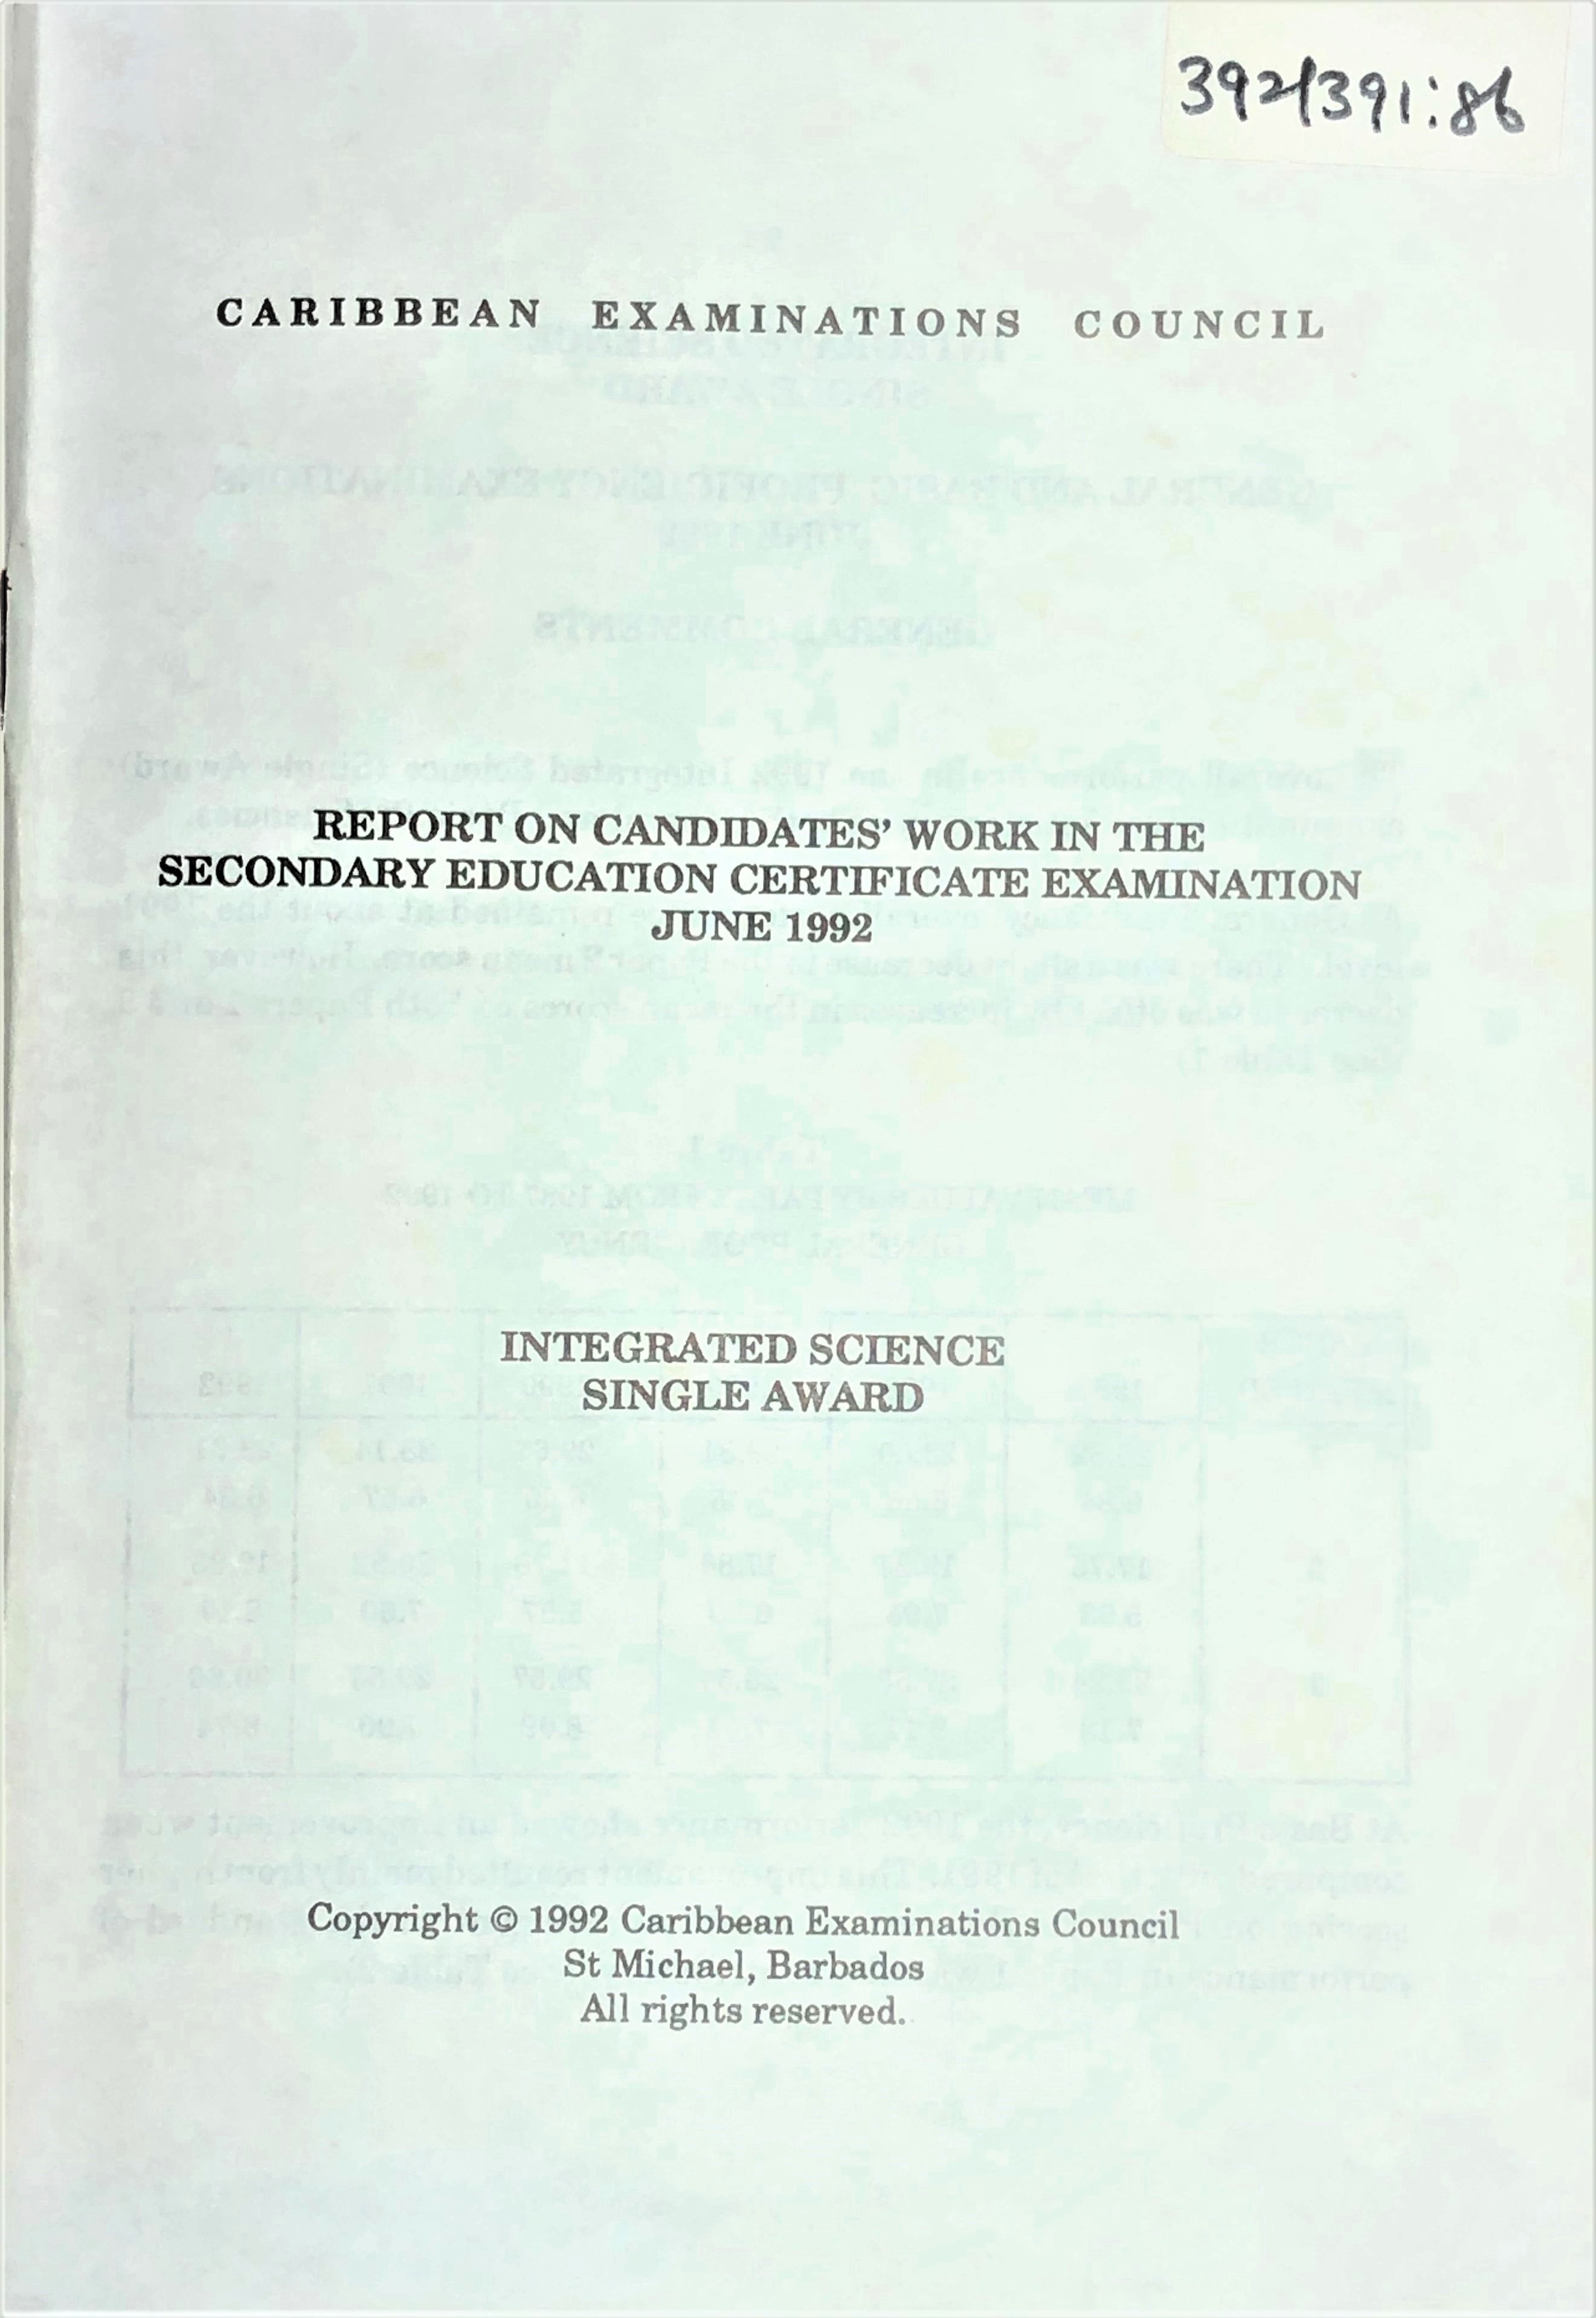 392/391:86
CARIBBEAN EXAMINATIONS COUNCIL
REPORT ON CANDIDATES' WORK IN THE
SECONDARY EDUCATION CERTIFICATE EXAMINATION
JUNE 1992
INTEGRATED SCIENCE
SINGLE AWARD
Copyright © 1992 Caribbean Examinations Council
St Michael, Barbados
All rights reserved.